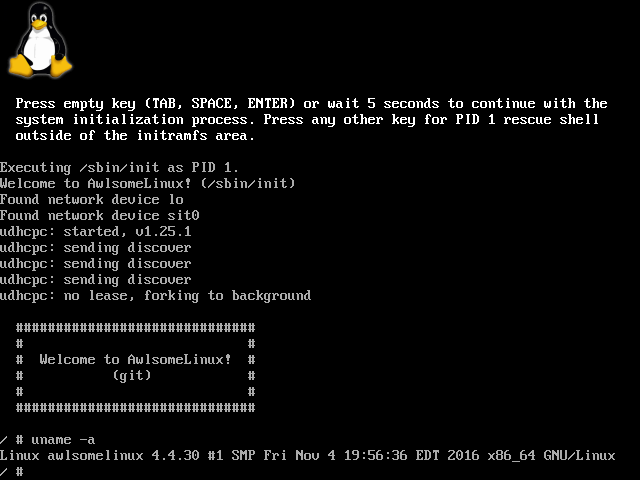 Press empty key (TAB, SPACE, ENTER) or wait 5 seconds to continue with the
system initialization process. Press any other key for PID 1 rescue shell
outside of the initramfs area.
Executing /sbin/init as PID 1.
Welcome to AwlsomeLinux! (/sbin/init)
Found network device lo
Found network device sit0
udhcpc: started, v1.25.1
udhcpc: sending discover
udhcpc: sending discover
udhcpc: sending discover
udhcpc: no lease, forking to background
##############################
#                            #
#  Welcome to AwlsomeLinux!  #
#           (git)            #
#                            #
##############################
/ # uname -a
Linux awlsomelinux 4.4.30 #1 SMP Fri Nov 4 19:56:36 EDT 2016 x86_64 GNU/Linux
/ #